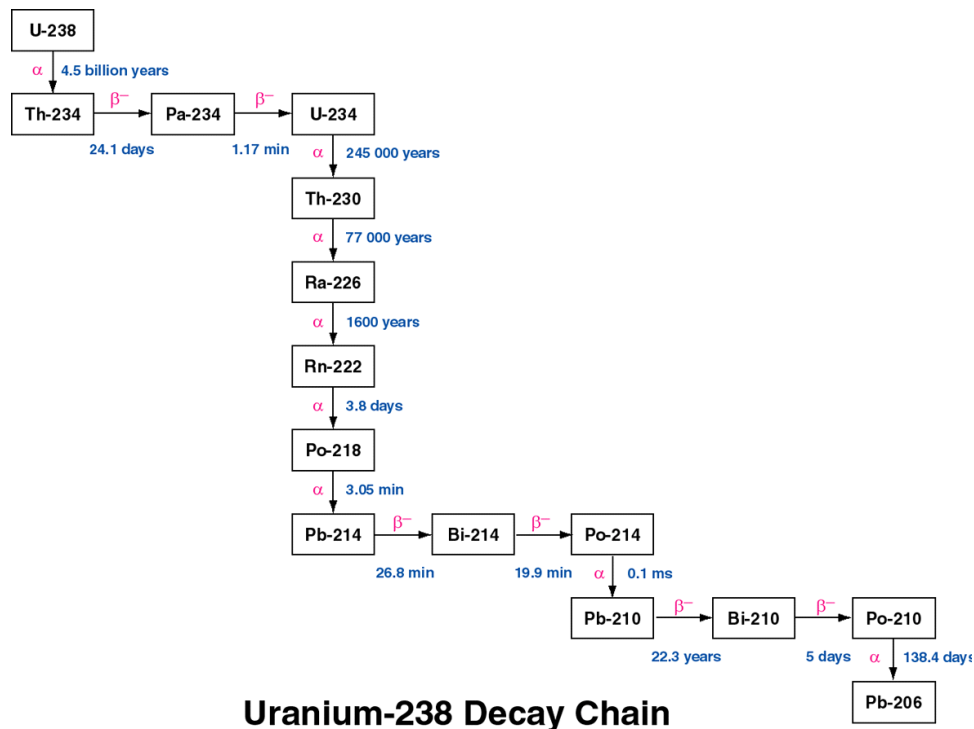 U-238
α 4.5 billion years
Th-234 β− Pa-234 β− U-234
24.1 days 1.17 min α 245 000 years
Th-230
α 77 000 years
Ra-226
α 1600 years
Rn-222
α 3.8 days
Po-218
α 3.05 min
Pb-214 β− Bi-214 β− Po-214
26.8 min 19.9 min α 0.1 ms
Pb-210 β− Bi-210 β− Po-210
22.3 years 5 days α 138.4 days
Pb-206
Uranium-238 Decay Chain